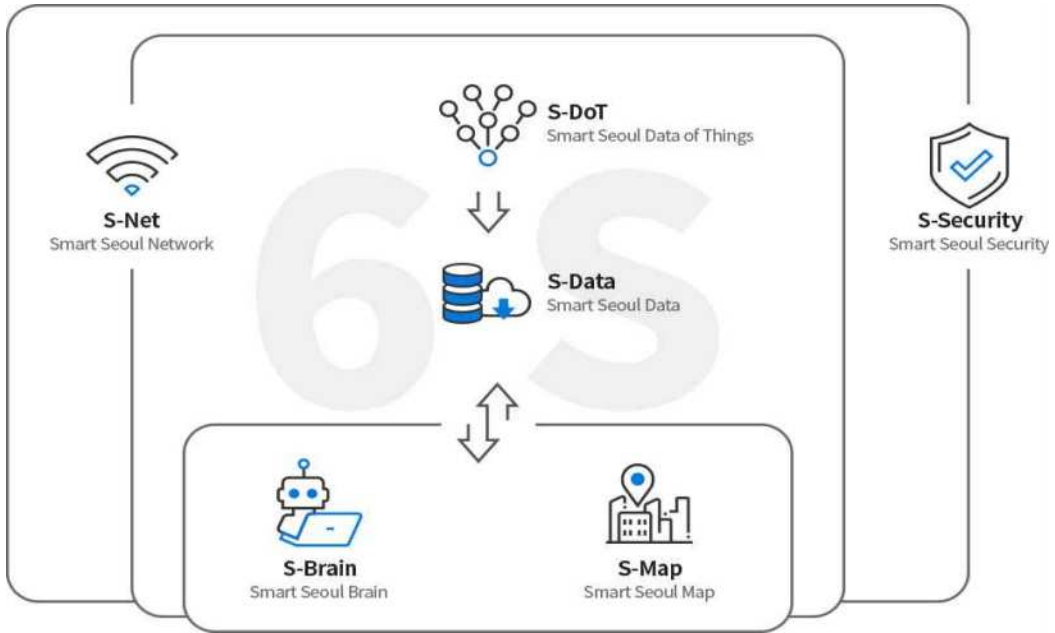 6S
S-DoT
Smart Seoul Data of Things
S-Net
Smart Seoul Network
S-Security
Smart Seoul Security
S-Data
Smart Seoul Data
S-Brain
Smart Seoul Brain
S-Map
Smart Seoul Map